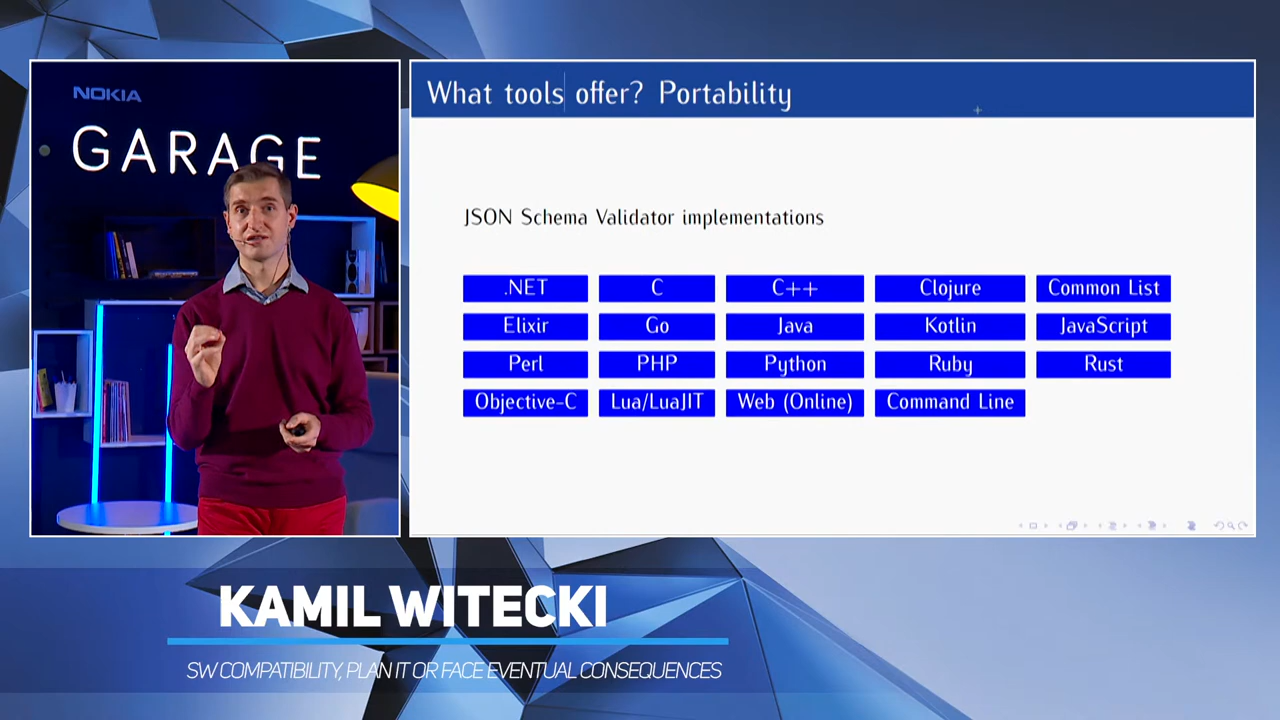 NOKIA
GARAGE
What tools offer? Portability
JSON Schema Validator implementations
.NET C C++ Clojure Common List
Elixir Go Java Kotlin JavaScript
Perl PHP Python Ruby Rust
Objective-C Lua/LuaJIT Web (Online) Command Line
KAMIL WITECKI
SW COMPATIBILITY, PLAN IT OR FACE EVENTUAL CONSEQUENCES